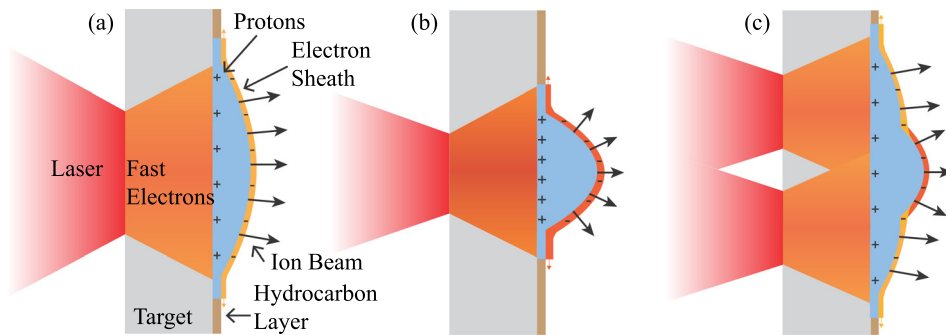 (a)
Protons
Electron
Sheath
Laser
Fast
Electrons
Ion Beam
Hydrocarbon
Layer
Target
(b)
(c)